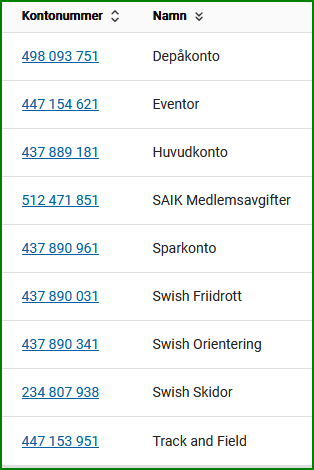 Kontonummer Namn
498 093 751 Depåkonto
447 154 621 Eventor
437 889 181 Huvudkonto
512 471 851 SAIK Medlemsavgifter
437 890 961 Sparkonto
437 890 031 Swish Friidrott
437 890 341 Swish Orientering
234 807 938 Swish Skidor
447 153 951 Track and Field